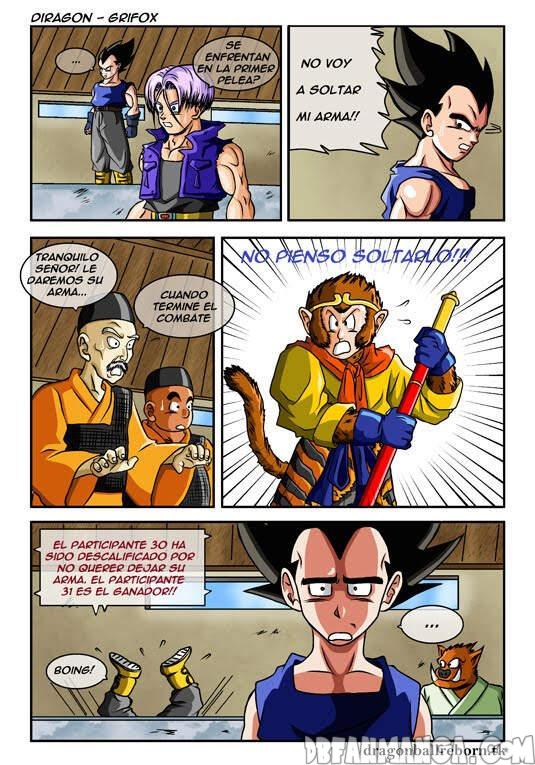 DIRAGON - GRIFOX
...
SE
ENFRENTAN
EN LA PRIMER
PELEA?
NO VOY
A SOLTAR
MI ARMA!!
TRANQUILO
SEÑOR! LE
DAREMOS SU
ARMA...
CUANDO
TERMINE EL
COMBATE
NO PIENSO SOLTARLO!!!
EL PARTICIPANTE 30 HA
SIDO DESCALIFICADO POR
NO QUERER DEJAR SU
ARMA. EL PARTICIPANTE
31 ES EL GANADOR!!
...
BOING!
DBFANMANGA.COM
dragonballreborn.tk